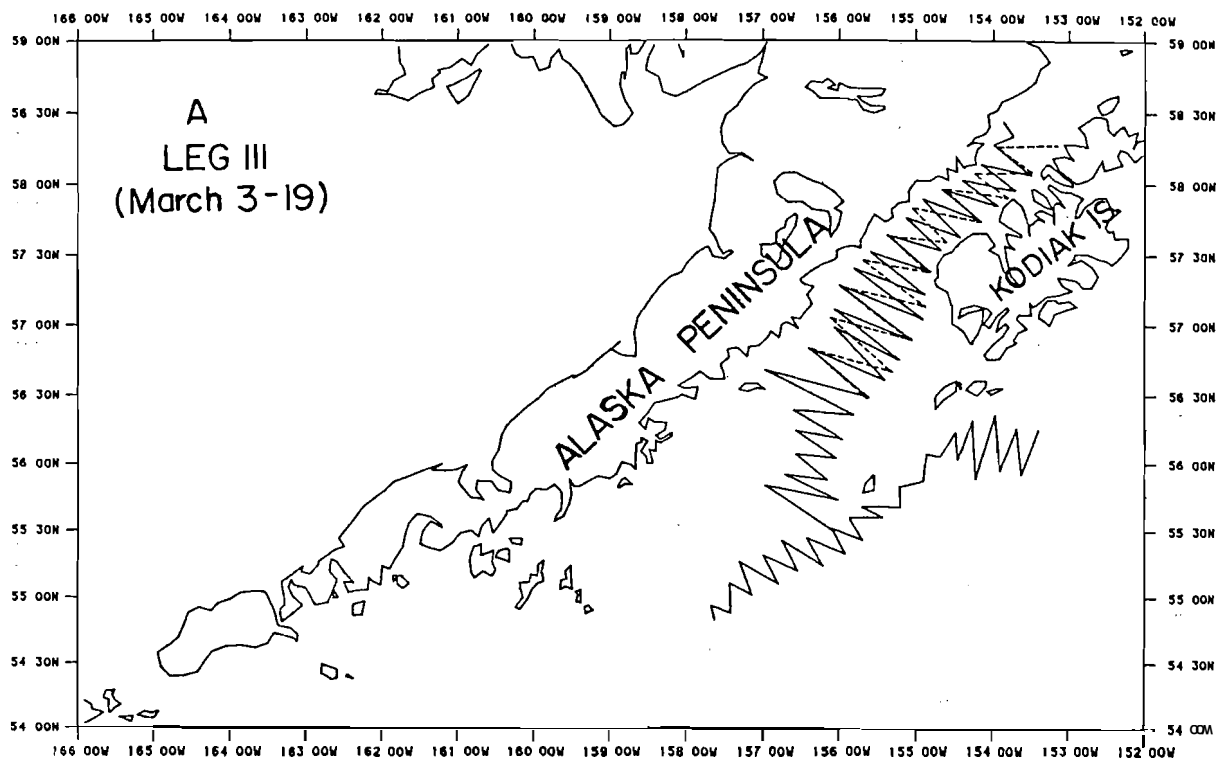 166 00W 165 00W 164 00W 163 00W 162 00W 161 00W 160 00W 159 00W 158 00W 157 00W 156 00W 155 00W 154 00W 153 00W 152 00W
59 00N 59 00N
A
58 30N 58 30N
LEG III
58 00N 58 00N
(March 3-19)
57 30N 57 30N
KODIAK IS
57 00N 57 00N
ALASKA PENINSULA
56 30N 56 30N
56 00N 56 00N
55 30N 55 30N
55 00N 55 00N
54 30N 54 30N
54 00N 54 00N
166 00W 165 00W 164 00W 163 00W 162 00W 161 00W 160 00W 159 00W 158 00W 157 00W 156 00W 155 00W 154 00W 153 00W 152 00W